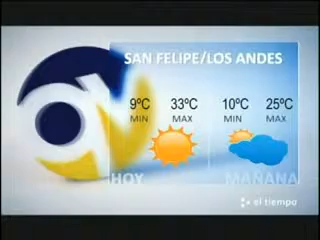 SAN FELIPE/LOS ANDES
9ºC 33ºC 10ºC 25ºC
MIN MAX MIN MAX
HOY MAÑANA
el tiempo